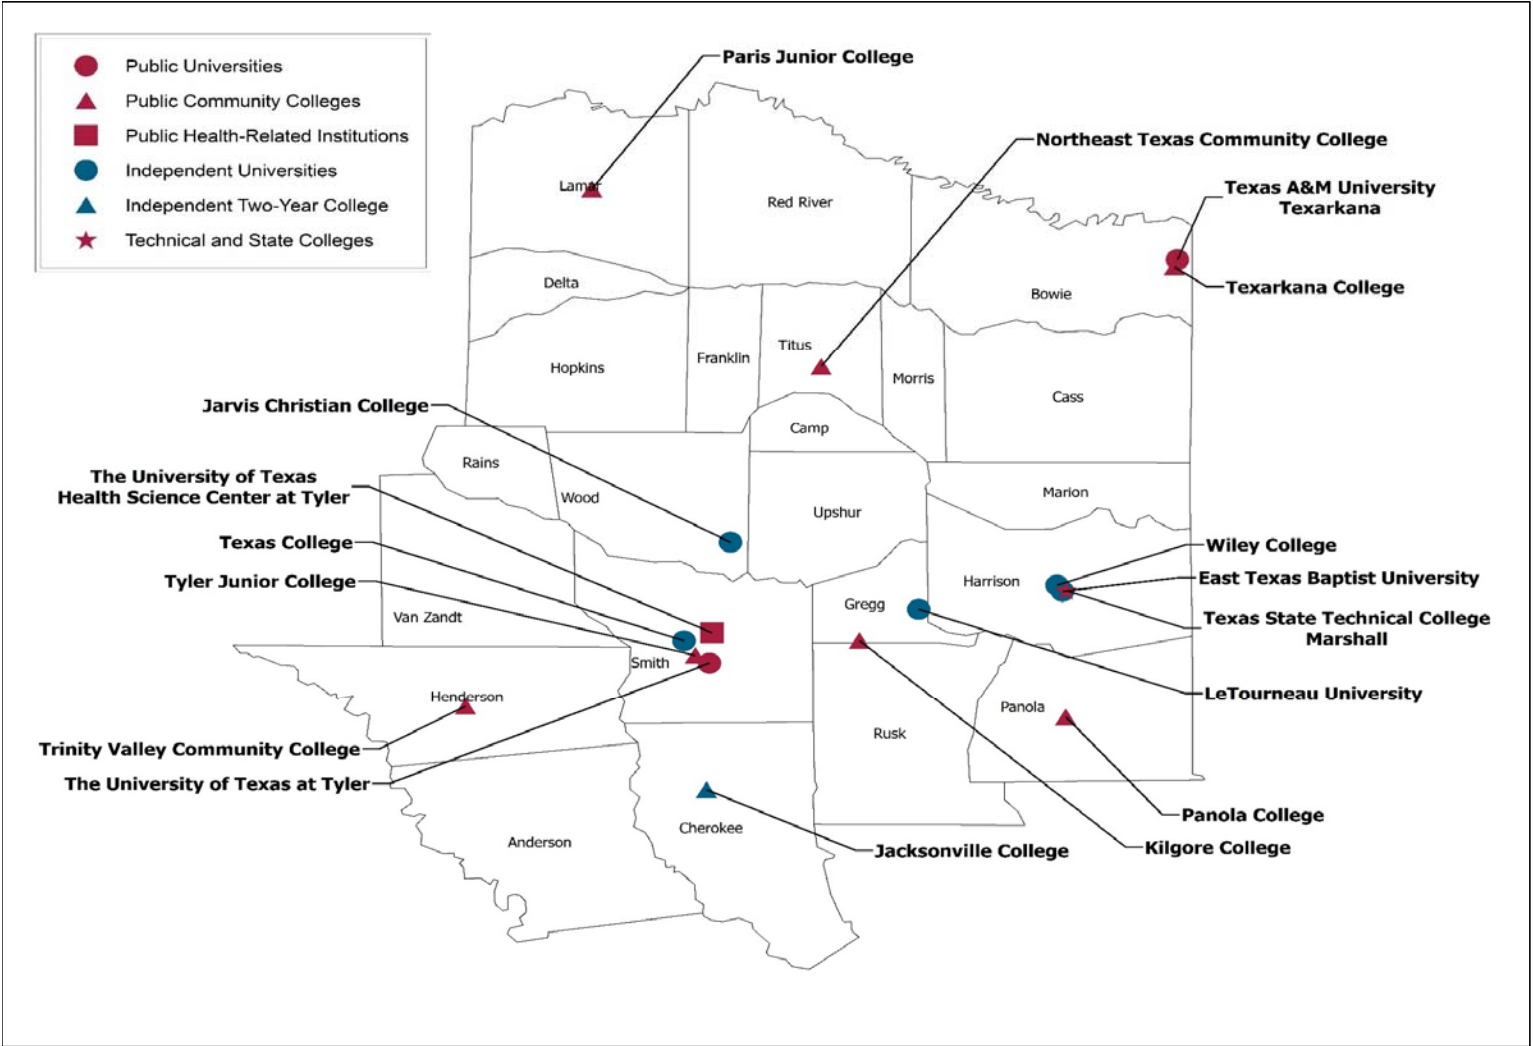 Public Universities
Public Community Colleges
Public Health-Related Institutions
Independent Universities
Independent Two-Year College
Technical and State Colleges
Paris Junior College
Northeast Texas Community College
Texas A&M University
Texarkana
Texarkana College
Lamar
Red River
Delta
Bowie
Hopkins
Franklin
Titus
Morris
Cass
Jarvis Christian College
Camp
Rains
The University of Texas
Health Science Center at Tyler
Wood
Marion
Upshur
Texas College
Wiley College
Tyler Junior College
Harrison
East Texas Baptist University
Van Zandt
Gregg
Texas State Technical College
Marshall
Smith
Henderson
LeTourneau University
Panola
Rusk
Trinity Valley Community College
The University of Texas at Tyler
Panola College
Cherokee
Anderson
Jacksonville College
Kilgore College